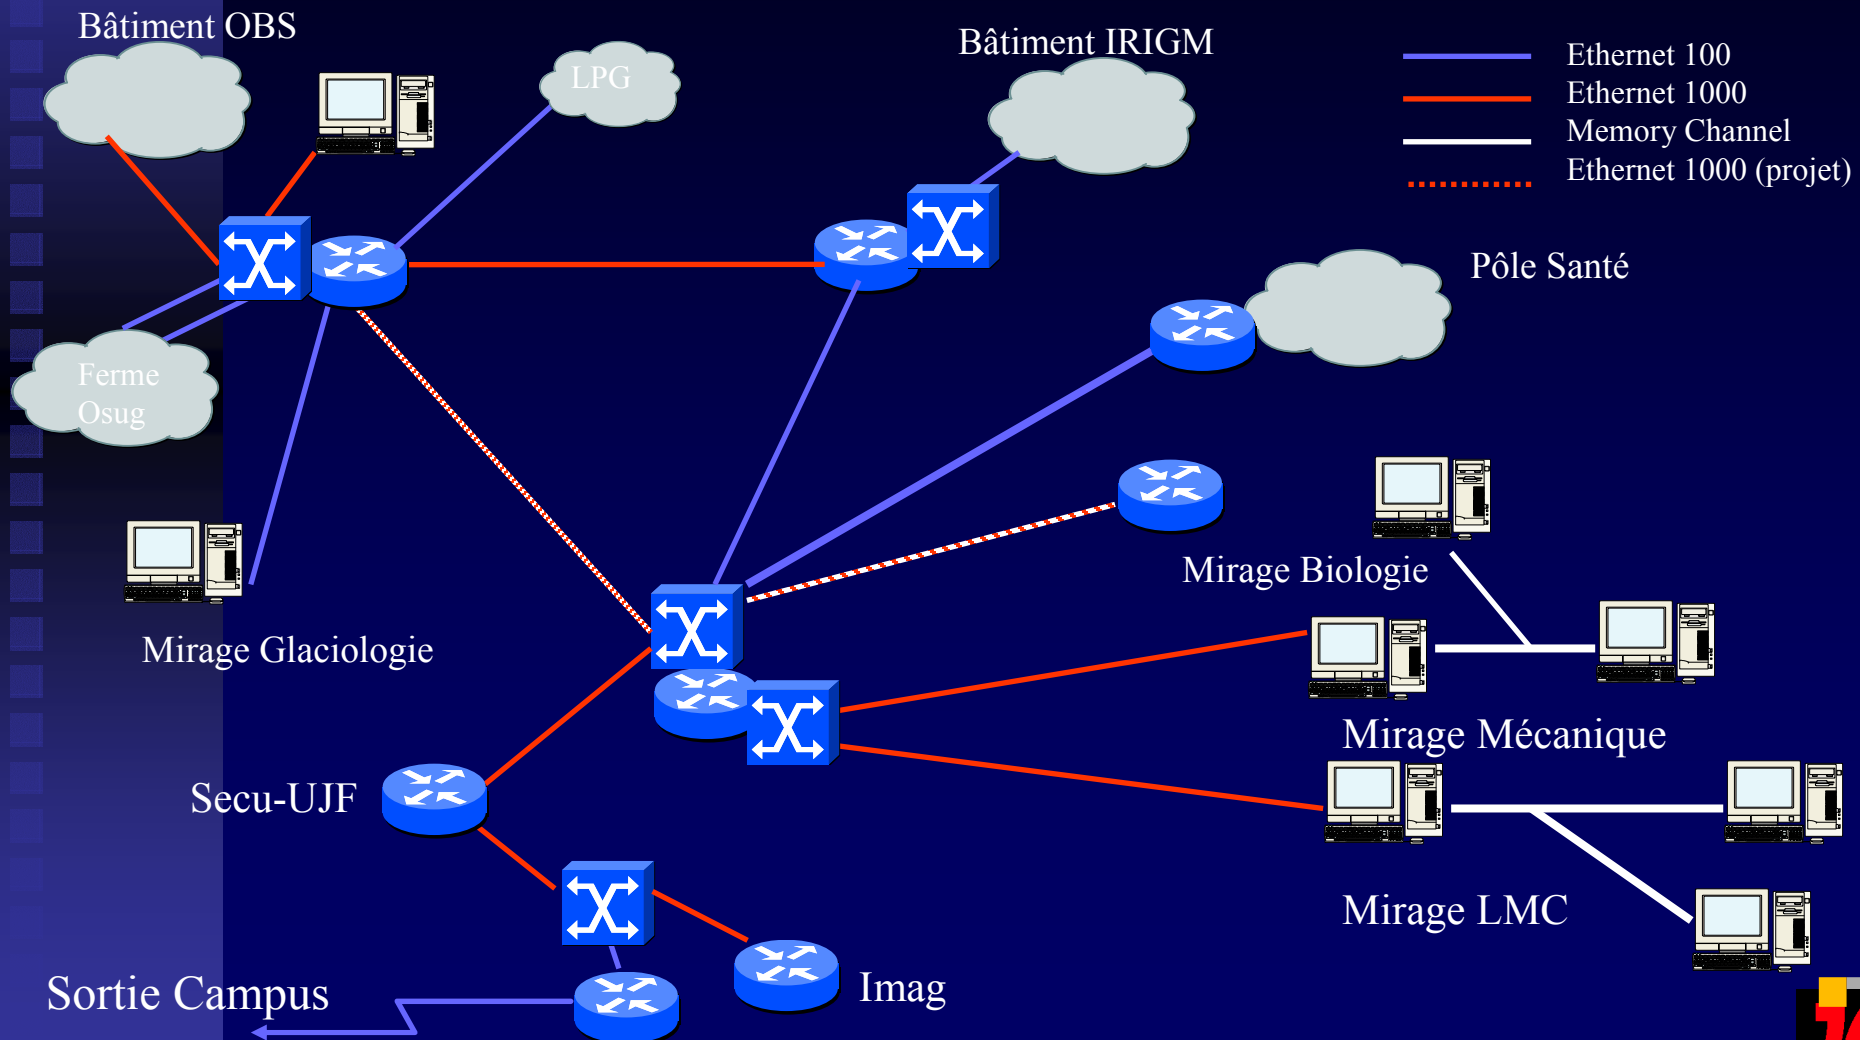 Bâtiment OBS
LPG
Bâtiment IRIGM
Ethernet 100
Ethernet 1000
Memory Channel
Ethernet 1000 (projet)
Pôle Santé
Ferme
Osug
Mirage Biologie
Mirage Glaciologie
Mirage Mécanique
Secu-UJF
Mirage LMC
Sortie Campus
Imag